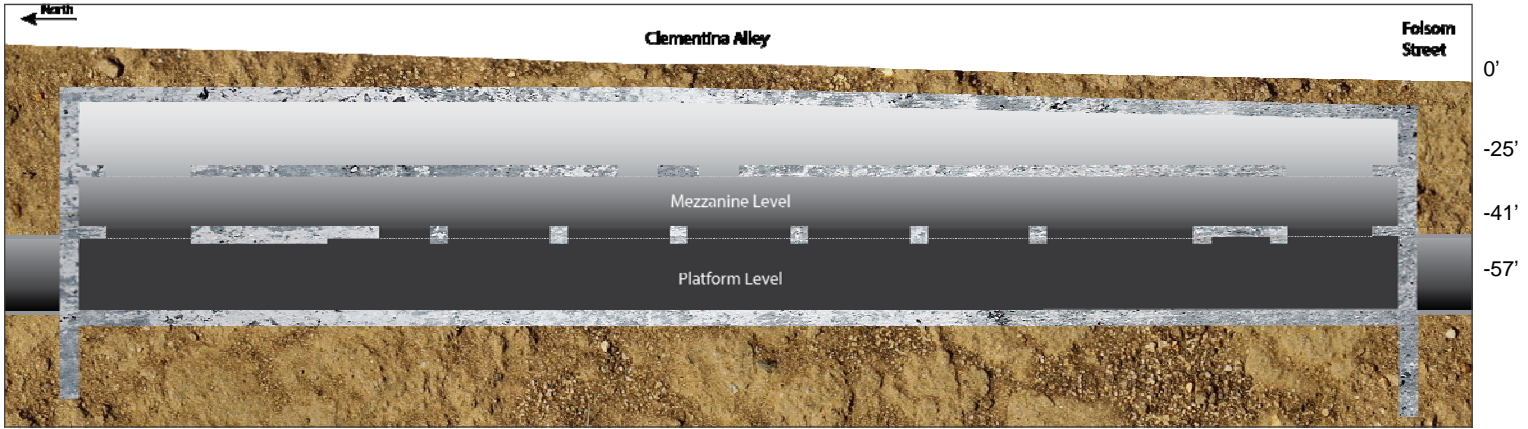 North
Clementina Alley
Folsom
Street
0’
-25’
Mezzanine Level
-41’
-57’
Platform Level